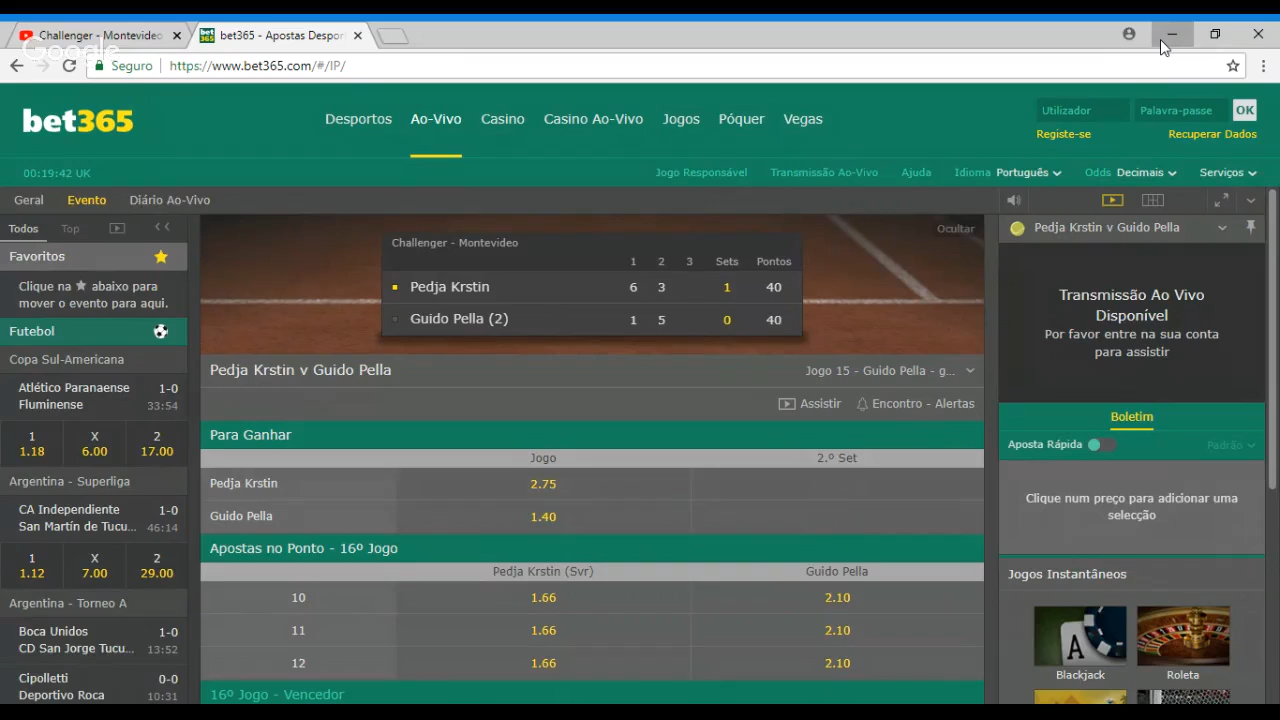 Challenger - Montevideo
bet365 - Apostas Despor
Google
Seguro https://www.bet365.com/#/IP/
bet365
Desportos Ao-Vivo Casino Casino Ao-Vivo Jogos Póquer Vegas
Utilizador Palavra-passe OK
Registe-se Recuperar Dados
00:19:42 UK
Jogo Responsável Transmissão Ao-Vivo Ajuda Idioma Português Odds Decimais Serviços
Geral Evento Diário Ao-Vivo
Todos Top
Favoritos
Clique na ★ abaixo para
mover o evento para aqui.
Futebol
Copa Sul-Americana
Atlético Paranaense 1-0
Fluminense 33:54
1 X 2
1.18 6.00 17.00
Argentina - Superliga
CA Independiente 1-0
San Martín de Tucu... 46:14
1 X 2
1.12 7.00 29.00
Argentina - Torneo A
Boca Unidos 1-0
CD San Jorge Tucu... 13:52
Cipolletti 0-0
Deportivo Roca 10:31
Ocultar
Challenger - Montevideo
1 2 3 Sets Pontos
Pedja Krstin 6 3 1 40
Guido Pella (2) 1 5 0 40
Pedja Krstin v Guido Pella
Jogo 15 - Guido Pella - g...
Assistir Encontro - Alertas
Para Ganhar
Jogo 2.º Set
Pedja Krstin 2.75
Guido Pella 1.40
Apostas no Ponto - 16º Jogo
Pedja Krstin (Svr) Guido Pella
10 1.66 2.10
11 1.66 2.10
12 1.66 2.10
16º Jogo - Vencedor
Pedja Krstin v Guido Pella
Transmissão Ao Vivo
Disponível
Por favor entre na sua conta
para assistir
Boletim
Aposta Rápida Padrão
Clique num preço para adicionar uma
selecção
Jogos Instantâneos
A
Blackjack Roleta